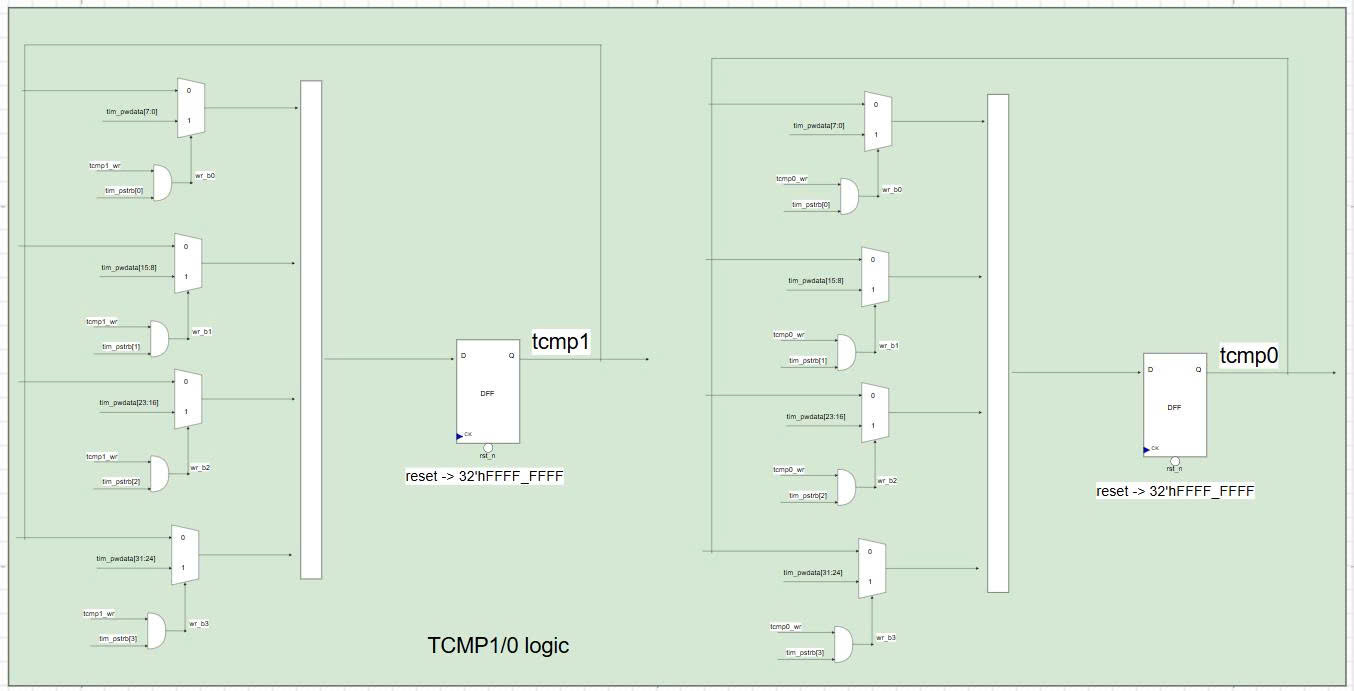 0
tim_pwdata[7:0]
1
tcmp1_wr
wr_b0
tim_pstrb[0]
0
tim_pwdata[15:8]
1
tcmp1_wr
wr_b1
tim_pstrb[1]
0
tim_pwdata[23:16]
1
tcmp1_wr
wr_b2
tim_pstrb[2]
0
tim_pwdata[31:24]
1
tcmp1_wr
wr_b3
tim_pstrb[3]
tcmp1
D
Q
DFF
CK
rst_n
reset -> 32'hFFFF_FFFF
0
tim_pwdata[7:0]
1
tcmp0_wr
wr_b0
tim_pstrb[0]
0
tim_pwdata[15:8]
1
tcmp0_wr
wr_b1
tim_pstrb[1]
0
tim_pwdata[23:16]
1
tcmp0_wr
wr_b2
tim_pstrb[2]
0
tim_pwdata[31:24]
1
tcmp0_wr
wr_b3
tim_pstrb[3]
tcmp0
D
Q
DFF
CK
rst_n
reset -> 32'hFFFF_FFFF
TCMP1/0 logic